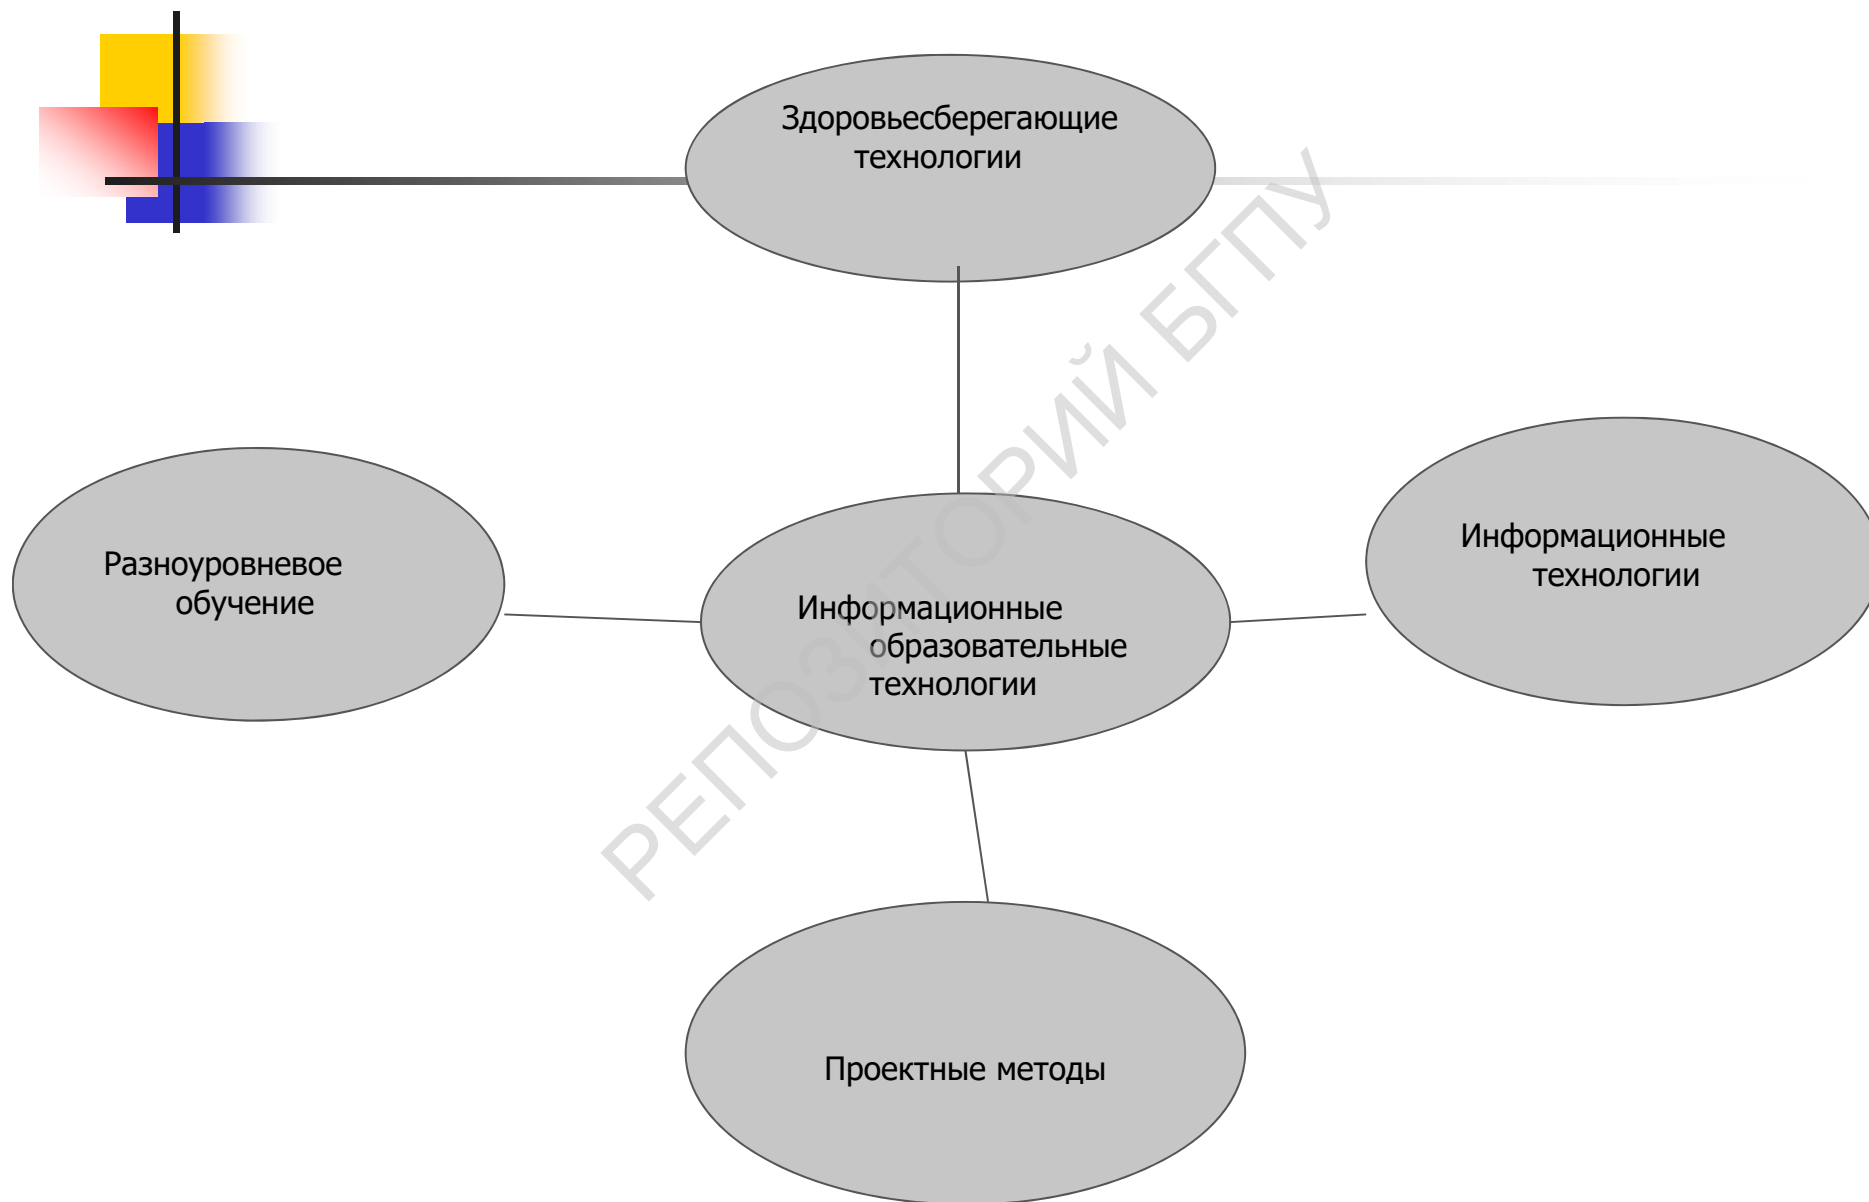 Здоровьесберегающие
технологии
Разноуровневое
обучение
Информационные
образовательные
технологии
Информационные
технологии
Проектные методы
РЕПОЗИТОРИЙ БГПУ